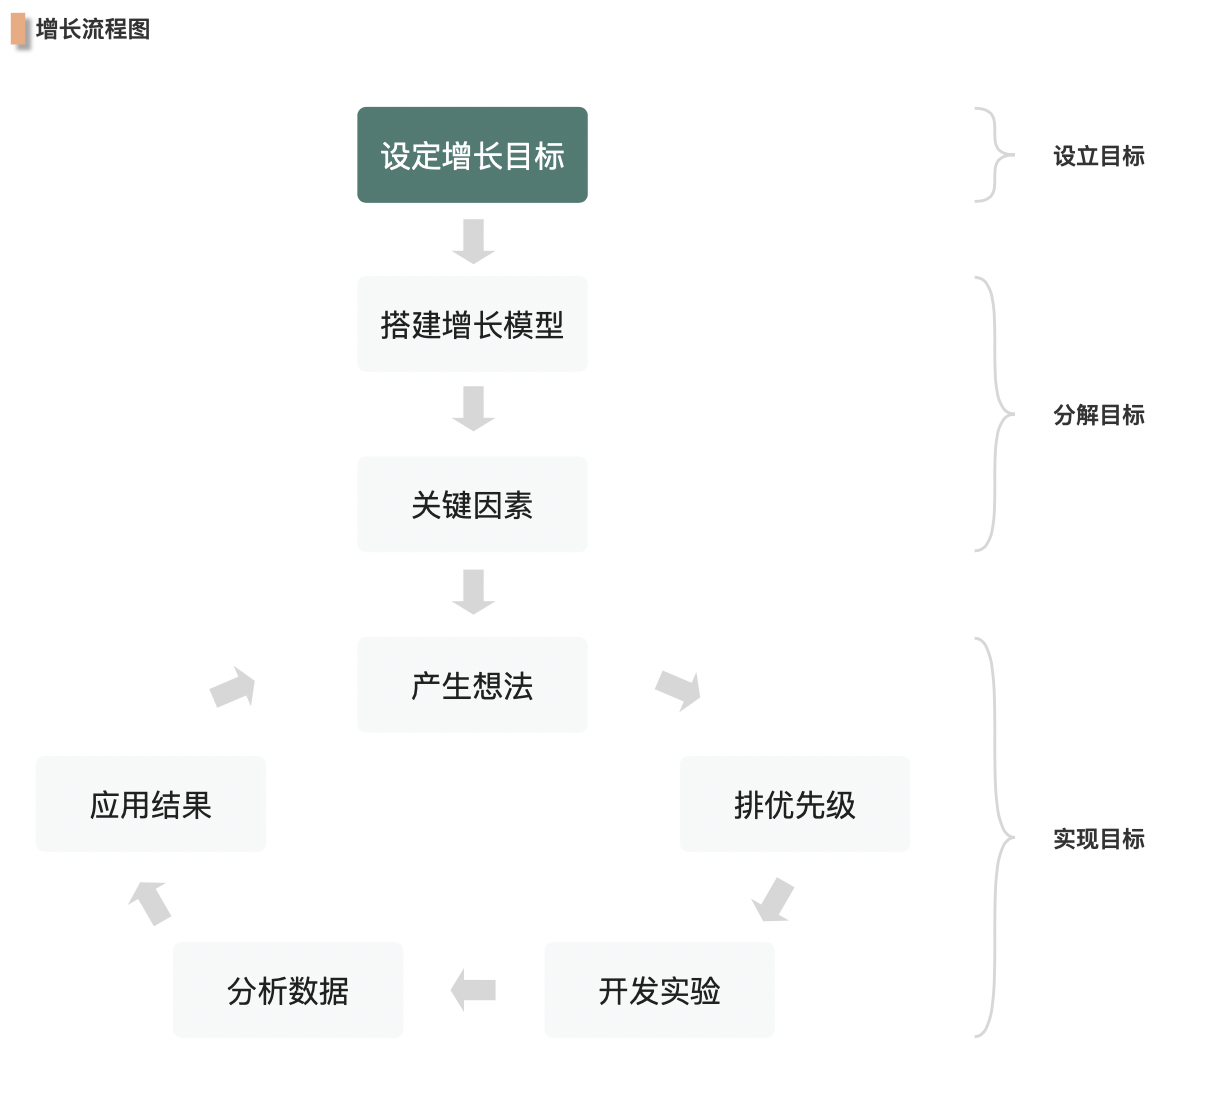 增长流程图
设定增长目标
设立目标
搭建增长模型
分解目标
关键因素
产生想法
应用结果
排优先级
实现目标
分析数据
开发实验